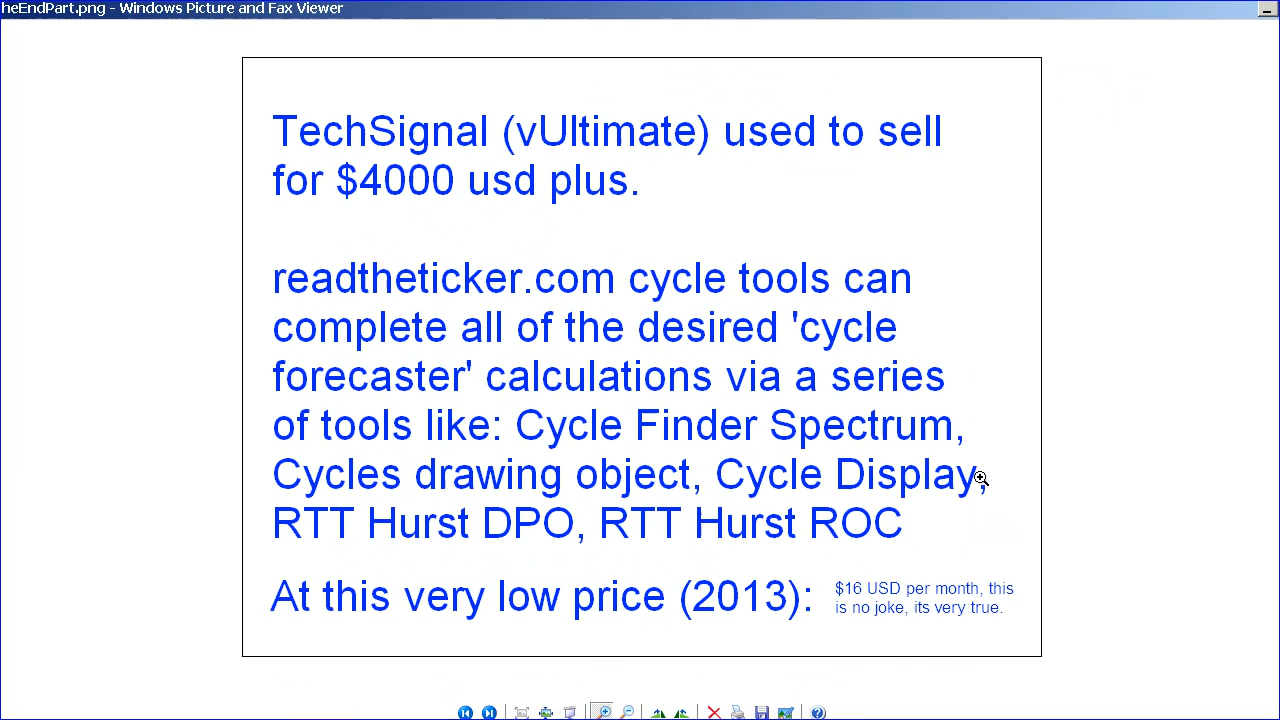 heEndPart.png - Windows Picture and Fax Viewer
TechSignal (vUltimate) used to sell
for $4000 usd plus.
readtheticker.com cycle tools can
complete all of the desired 'cycle
forecaster' calculations via a series
of tools like: Cycle Finder Spectrum,
Cycles drawing object, Cycle Display,
RTT Hurst DPO, RTT Hurst ROC
At this very low price (2013):
$16 USD per month, this
is no joke, its very true.